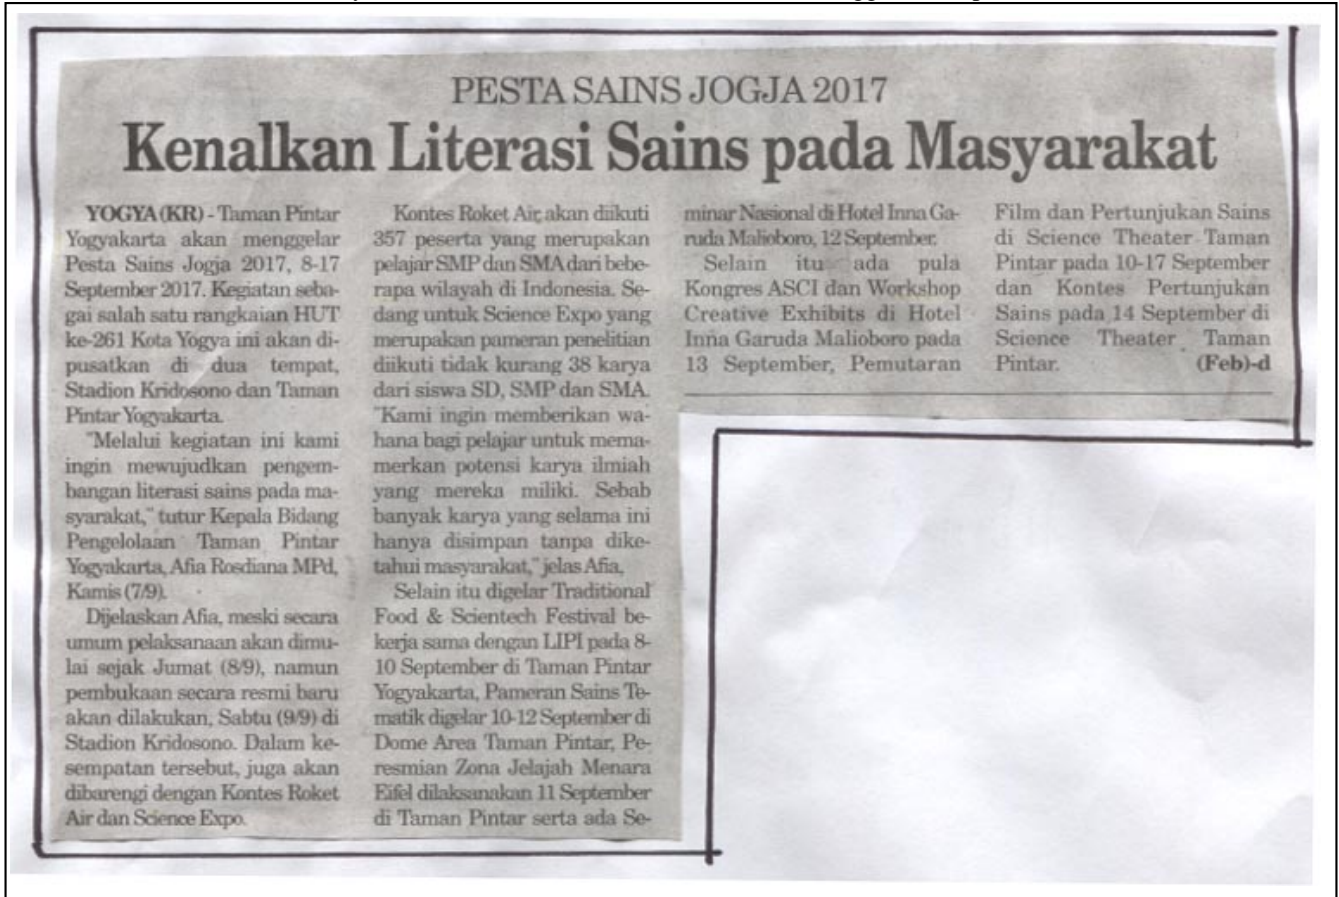 PESTA SAINS JOGJA 2017
Kenalkan Literasi Sains pada Masyarakat
YOGYA (KR) - Taman Pintar
Yogyakarta akan menggelar
Pesta Sains Jogja 2017, 8-17
September 2017. Kegiatan seba-
gai salah satu rangkaian HUT
ke-261 Kota Yogya ini akan di-
pusatkan di dua tempat,
Stadion Kridosono dan Taman
Pintar Yogyakarta.
"Melalui kegiatan ini kami
ingin mewujudkan pengem-
bangan literasi sains pada ma-
syarakat," tutur Kepala Bidang
Pengelolaan Taman Pintar
Yogyakarta, Afia Rosdiana MPd,
Kamis (7/9).
Dijelaskan Afia, meski secara
umum pelaksanaan akan dimu-
lai sejak Jumat (8/9), namun
pembukaan secara resmi baru
akan dilakukan, Sabtu (9/9) di
Stadion Kridosono. Dalam ke-
sempatan tersebut, juga akan
dibarengi dengan Kontes Roket
Air dan Science Expo.
Kontes Roket Air akan diikuti
357 peserta yang merupakan
pelajar SMP dan SMA dari bebe-
rapa wilayah di Indonesia. Se-
dang untuk Science Expo yang
merupakan pameran penelitian
diikuti tidak kurang 38 karya
dari siswa SD, SMP dan SMA.
"Kami ingin memberikan wa-
hana bagi pelajar untuk mema-
merkan potensi karya ilmiah
yang mereka miliki. Sebab
banyak karya yang selama ini
hanya disimpan tanpa dike-
tahui masyarakat," jelas Afia.
Selain itu digelar Traditional
Food & Scientech Festival be-
kerja sama dengan LIPI pada 8-
10 September di Taman Pintar
Yogyakarta, Pameran Sains Te-
matik digelar 10-12 September di
Dome Area Taman Pintar, Pe-
resmian Zona Jelajah Menara
Eifel dilaksanakan 11 September
di Taman Pintar serta ada Se-
minar Nasional di Hotel Inna Ga-
ruda Malioboro, 12 September.
Selain itu ada pula
Kongres ASCI dan Workshop
Creative Exhibits di Hotel
Inna Garuda Malioboro pada
13 September, Pemutaran
Film dan Pertunjukan Sains
di Science Theater Taman
Pintar pada 10-17 September
dan Kontes Pertunjukan
Sains pada 14 September di
Science Theater Taman
Pintar. (Feb)-d